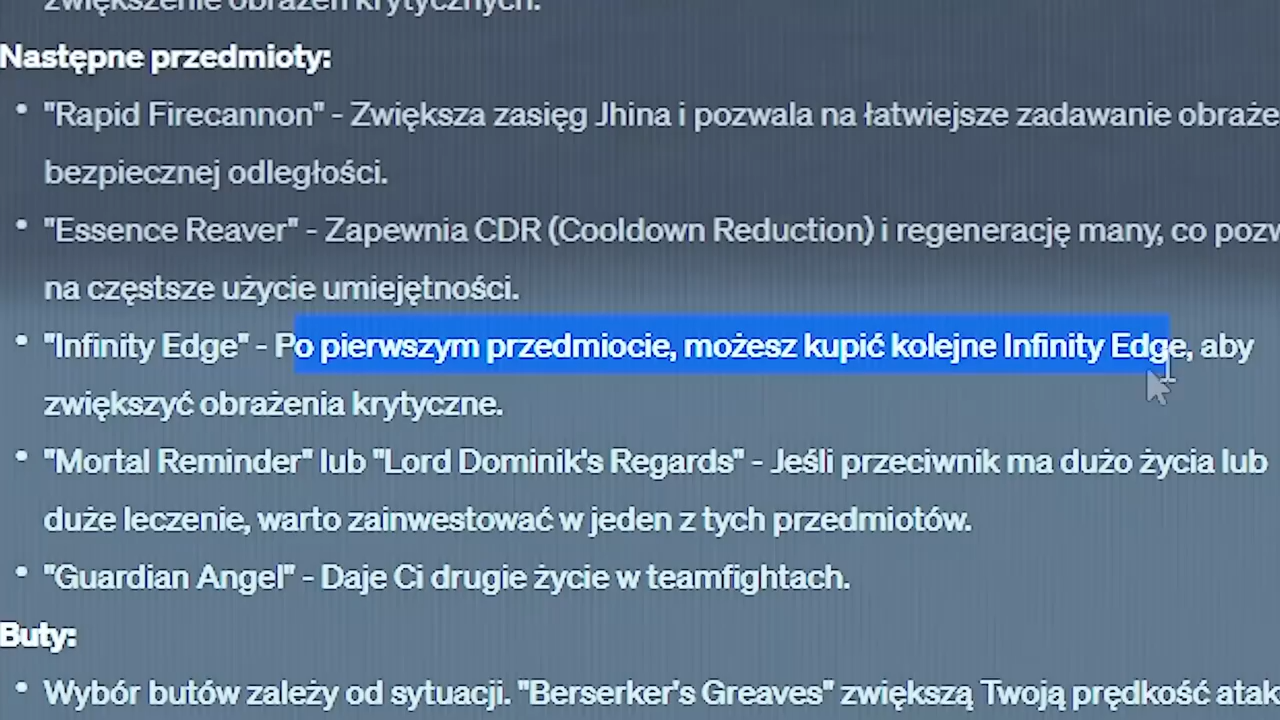 zwiększenie obrażeń krytycznych.
Następne przedmioty:
• "Rapid Firecannon" - Zwiększa zasięg Jhina i pozwala na łatwiejsze zadawanie obraże
bezpiecznej odległości.
• "Essence Reaver" - Zapewnia CDR (Cooldown Reduction) i regenerację many, co pozw
na częstsze użycie umiejętności.
• "Infinity Edge" - Po pierwszym przedmiocie, możesz kupić kolejne Infinity Edge, aby
zwiększyć obrażenia krytyczne.
• "Mortal Reminder" lub "Lord Dominik's Regards" - Jeśli przeciwnik ma dużo życia lub
duże leczenie, warto zainwestować w jeden z tych przedmiotów.
• "Guardian Angel" - Daje Ci drugie życie w teamfightach.
Buty:
• Wybór butów zależy od sytuacji. "Berserker's Greaves" zwiększą Twoją prędkość atak